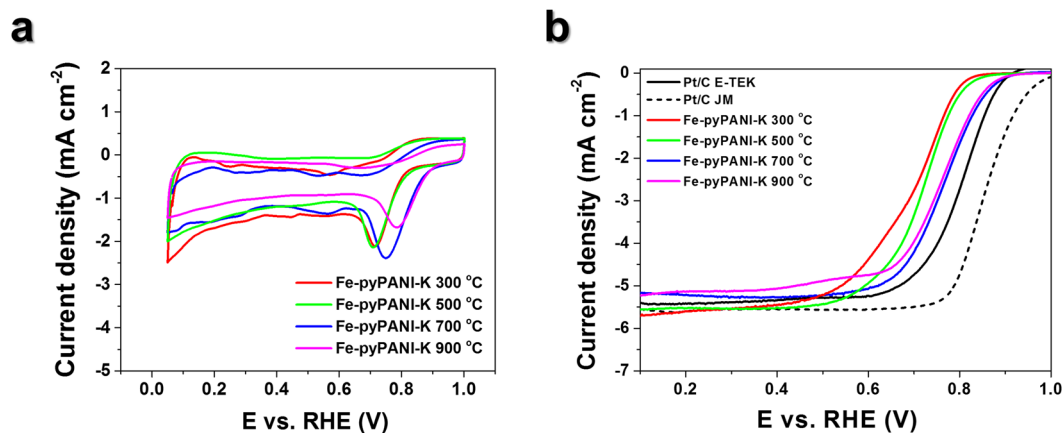 a
2
1
0
-1
-2
-3
-4
-5
Current density (mA cm-2)
0.0 0.2 0.4 0.6 0.8 1.0
E vs. RHE (V)
Fe-pyPANI-K 300 °C
Fe-pyPANI-K 500 °C
Fe-pyPANI-K 700 °C
Fe-pyPANI-K 900 °C
b
0
-1
-2
-3
-4
-5
-6
-7
Current density (mA cm-2)
Pt/C E-TEK
Pt/C JM
Fe-pyPANI-K 300 °C
Fe-pyPANI-K 500 °C
Fe-pyPANI-K 700 °C
Fe-pyPANI-K 900 °C
0.2 0.4 0.6 0.8 1.0
E vs. RHE (V)